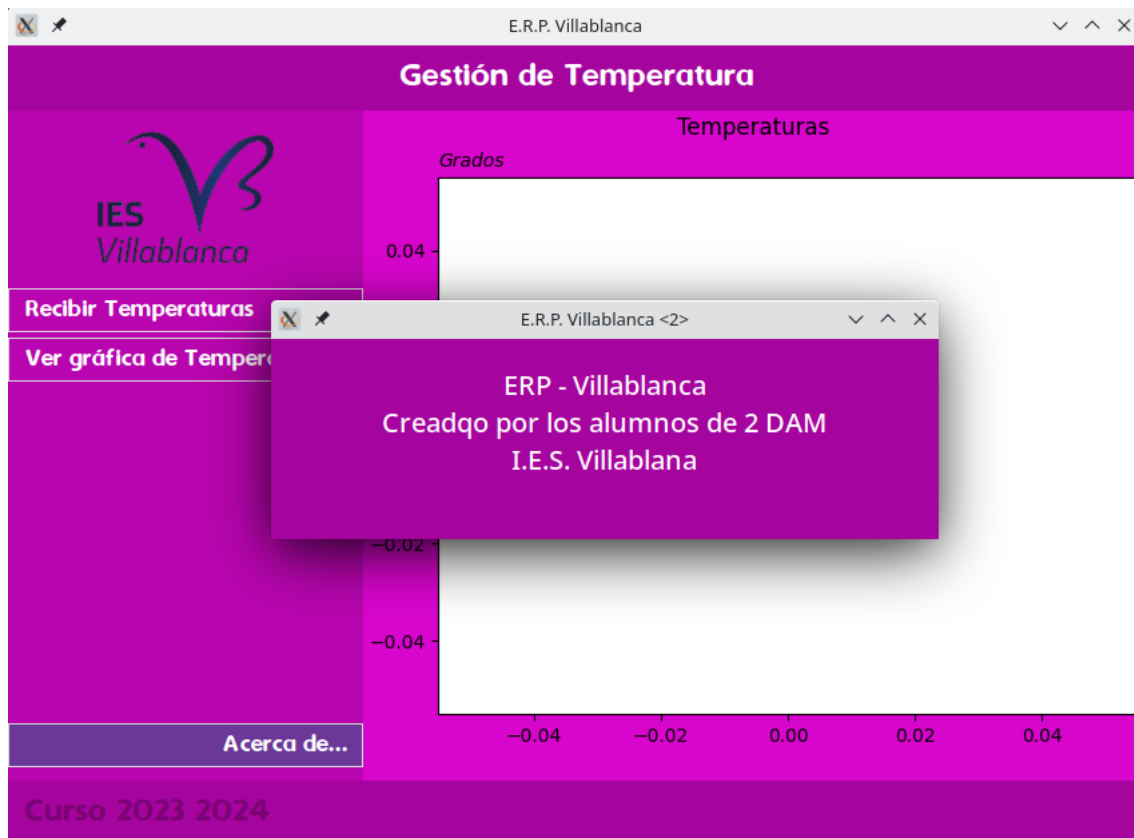 E.R.P. Villablanca
Gestión de Temperatura
IES
Villablanca
Recibir Temperaturas
Ver gráfica de
Acerca de...
Temperaturas
Grados
0.04
−0.02
−0.04
−0.04 −0.02 0.00 0.02 0.04
E.R.P. Villablanca <2>
ERP - Villablanca
Creadqo por los alumnos de 2 DAM
I.E.S. Villablana
Curso 2023 2024